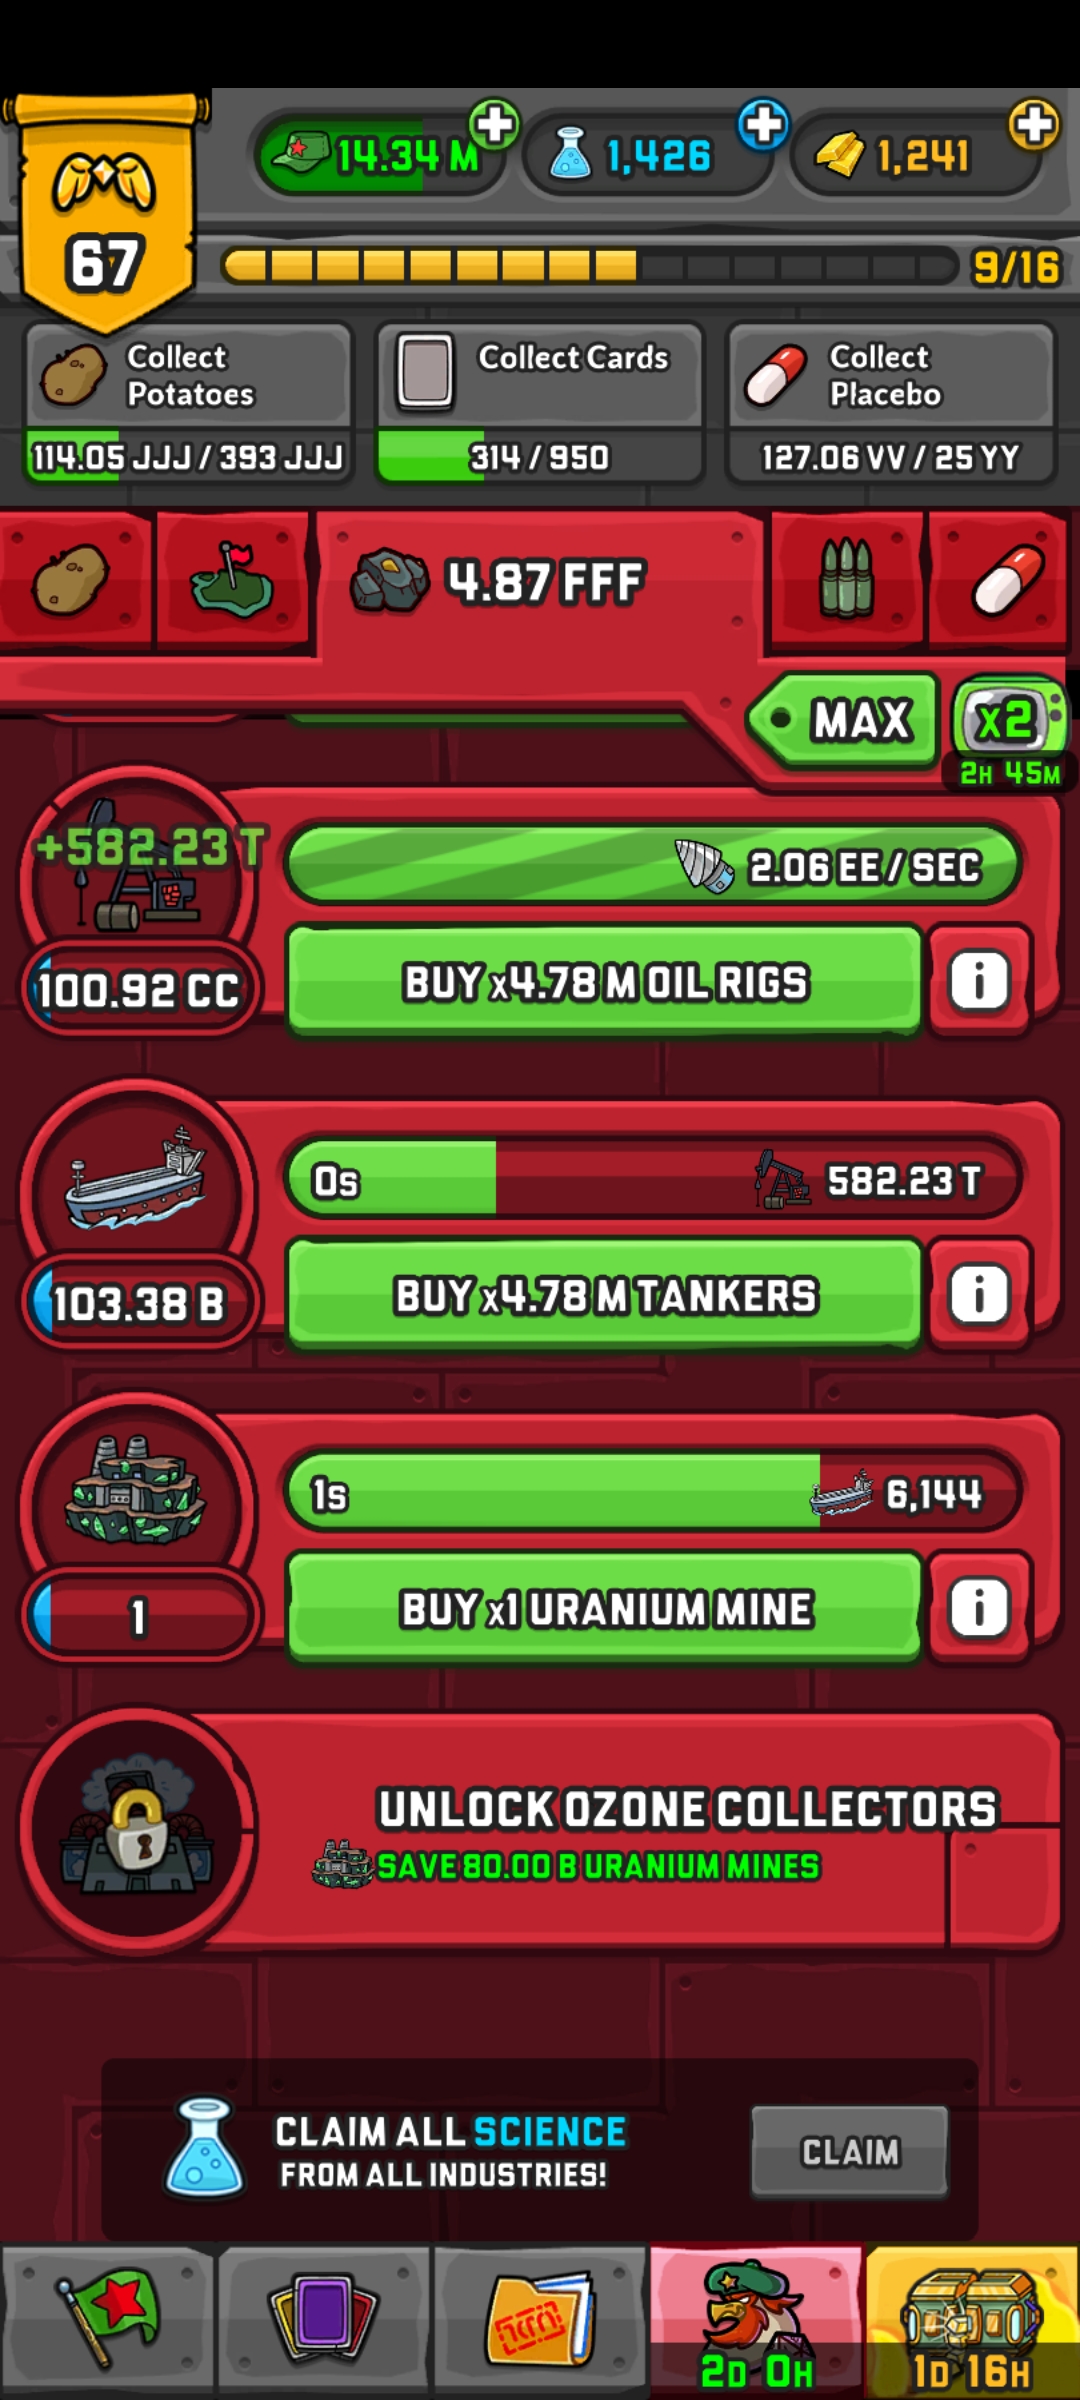 67
14.34 M
1,426
1,241
9/16
Collect
Potatoes
114.05 JJJ / 393 JJJ
Collect Cards
314 / 950
Collect
Placebo
127.06 VV / 25 YY
4.87 FFF
MAX
x2
2H 45M
+582.23 T
2.06 EE / SEC
100.92 CC
BUY x4.78 M OIL RIGS
i
0s
582.23 T
103.38 B
BUY x4.78 M TANKERS
i
1s
6,144
1
BUY x1 URANIUM MINE
i
UNLOCK OZONE COLLECTORS
SAVE 80.00 B URANIUM MINES
CLAIM ALL SCIENCE
FROM ALL INDUSTRIES!
CLAIM
2D 0H
1D 16H